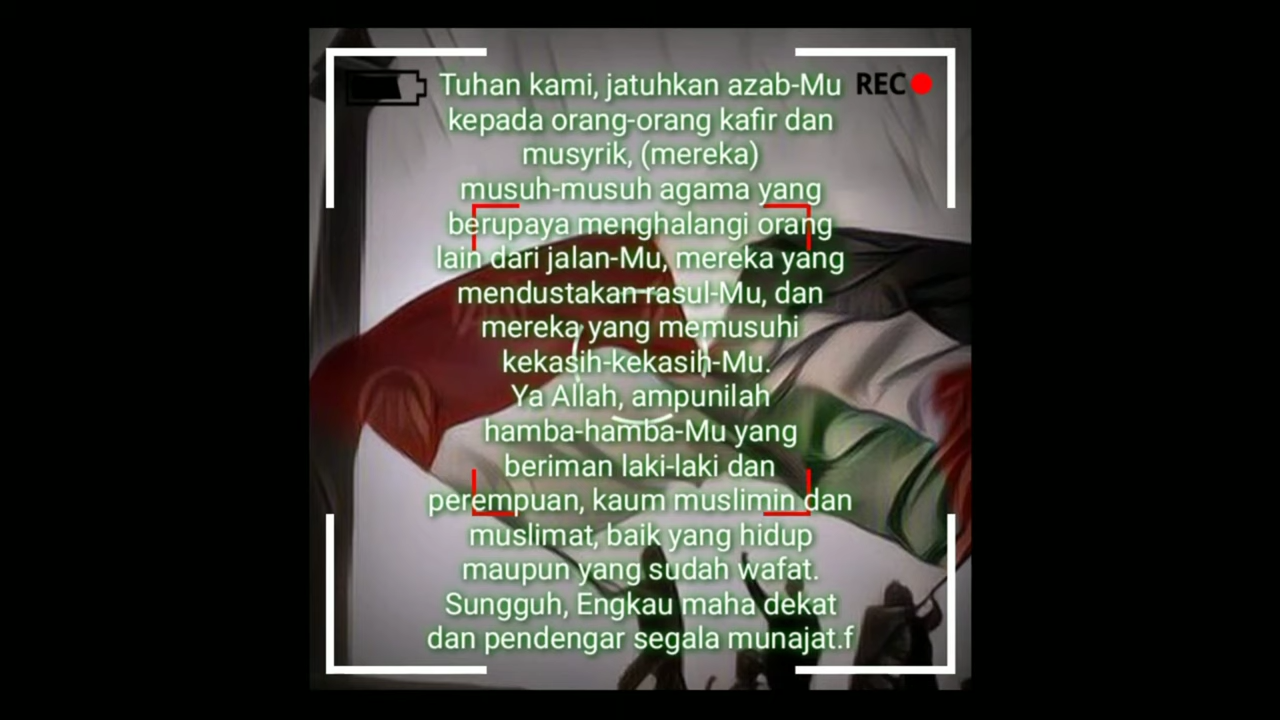 REC
Tuhan kami, jatuhkan azab-Mu
kepada orang-orang kafir dan
musyrik, (mereka)
musuh-musuh agama yang
berupaya menghalangi orang
lain dari jalan-Mu, mereka yang
mendustakan rasul-Mu, dan
mereka yang memusuhi
kekasih-kekasih-Mu.
Ya Allah, ampunilah
hamba-hamba-Mu yang
beriman laki-laki dan
perempuan, kaum muslimin dan
muslimat, baik yang hidup
maupun yang sudah wafat.
Sungguh, Engkau maha dekat
dan pendengar segala munajat.f